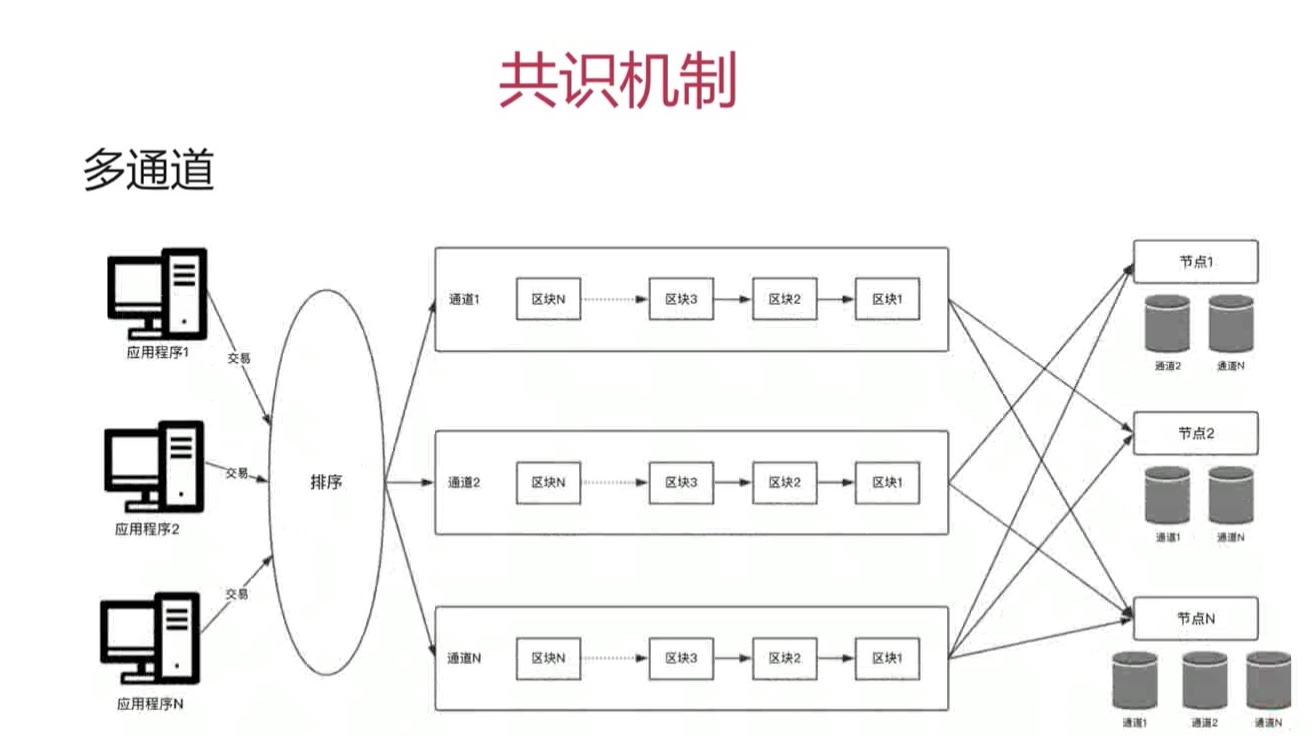 共识机制
多通道
应用程序1
交易
应用程序2
交易
应用程序N
交易
排序
通道1 区块N 区块3 区块2 区块1
通道2 区块N 区块3 区块2 区块1
通道N 区块N 区块3 区块2 区块1
节点1
通道2 通道N
节点2
通道1 通道N
节点N
通道1 通道2 通道N